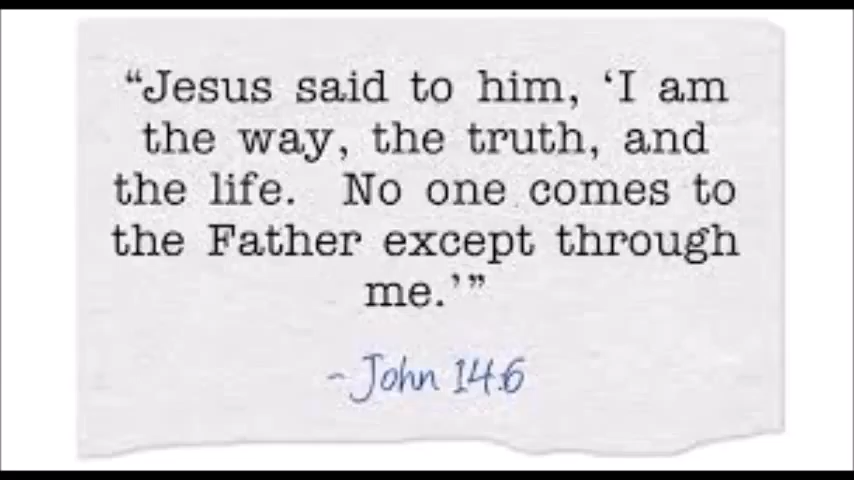 “Jesus said to him, ‘I am
the way, the truth, and
the life. No one comes to
the Father except through
me.’”
- John 14:6